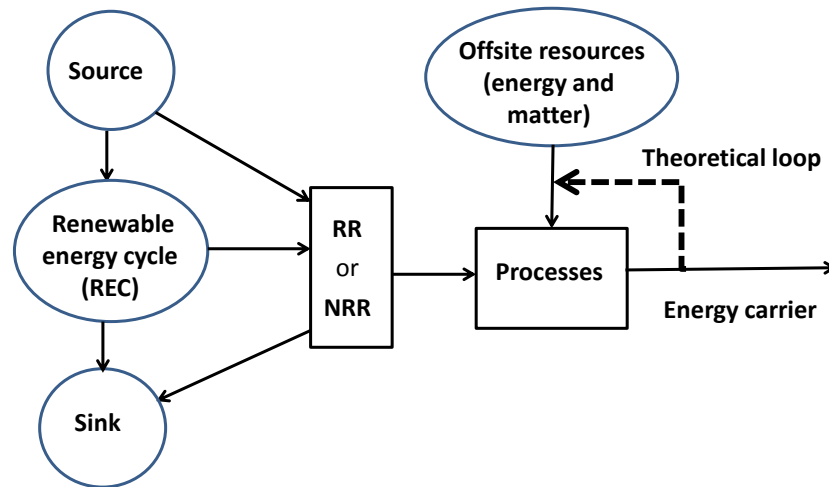 Source
Offsite resources
(energy and
matter)
Theoretical loop
Renewable
energy cycle
(REC)
RR
or
NRR
Processes
Energy carrier
Sink